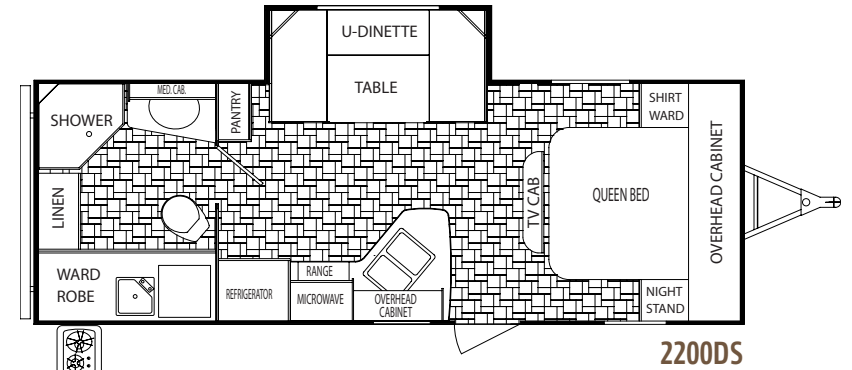 U-DINETTE
TABLE
MED. CAB.
SHOWER
PANTRY
SHIRT
WARD
OVERHEAD CABINET
QUEEN BED
TV CAB
LINEN
WARD
ROBE
REFRIGERATOR
RANGE
MICROWAVE
OVERHEAD
CABINET
NIGHT
STAND
2200DS